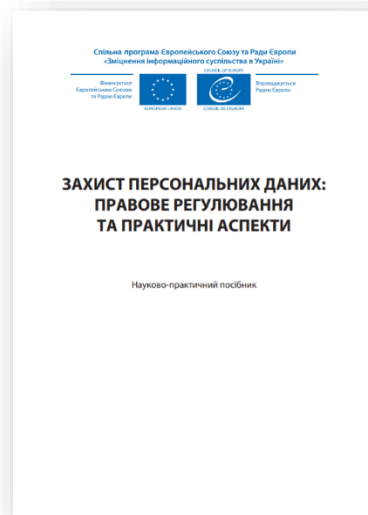 Спільна програма Європейського Союзу та Ради Європи
«Зміцнення інформаційного суспільства в Україні»
COUNCIL OF EUROPE
Фінансується
Європейським Союзом
та Радою Європи
Впроваджується
Радою Європи
EUROPEAN UNION
CONSEIL DE L'EUROPE
ЗАХИСТ ПЕРСОНАЛЬНИХ ДАНИХ:
ПРАВОВЕ РЕГУЛЮВАННЯ
ТА ПРАКТИЧНІ АСПЕКТИ
Науково-практичний посібник